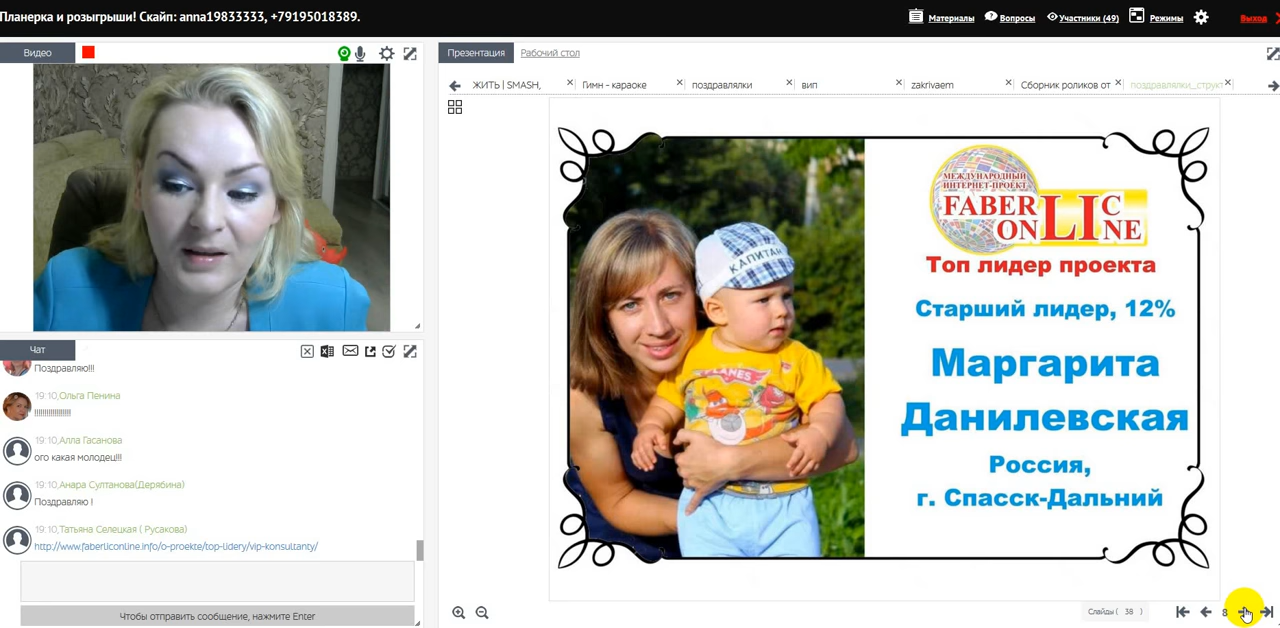 Планерка и розыгрыши! Скайп: anna19833333, +79195018389.
Материалы
Вопросы
Участники (49)
Режимы
Выход
Видео
Презентация
Рабочий стол
ЖИТЬ | SMASH,
Гимн - караоке
поздравлялки
вип
zakrivaem
Сборник роликов от
поздравлялки_структ
МЕЖДУНАРОДНЫЙ
ИНТЕРНЕТ-ПРОЕКТ
FABERLIC
ONLINE
Топ лидер проекта
Старший лидер, 12%
Маргарита
Данилевская
Россия,
г. Спасск-Дальний
КАПИТАН
PLANES
Чат
Поздравляю!!!
19:10,Ольга Пенина
!!!!!!!!!!!!!!!!!!
19:10,Алла Гасанова
ого какая молодец!!!
19:10,Анара Султанова(Дерябина)
Поздравляю !
19:10,Татьяна Селецкая ( Русакова)
http://www.faberliconline.info/o-proekte/top-lidery/vip-konsultanty/
Чтобы отправить сообщение, нажмите Enter
Слайды ( 38 )
8